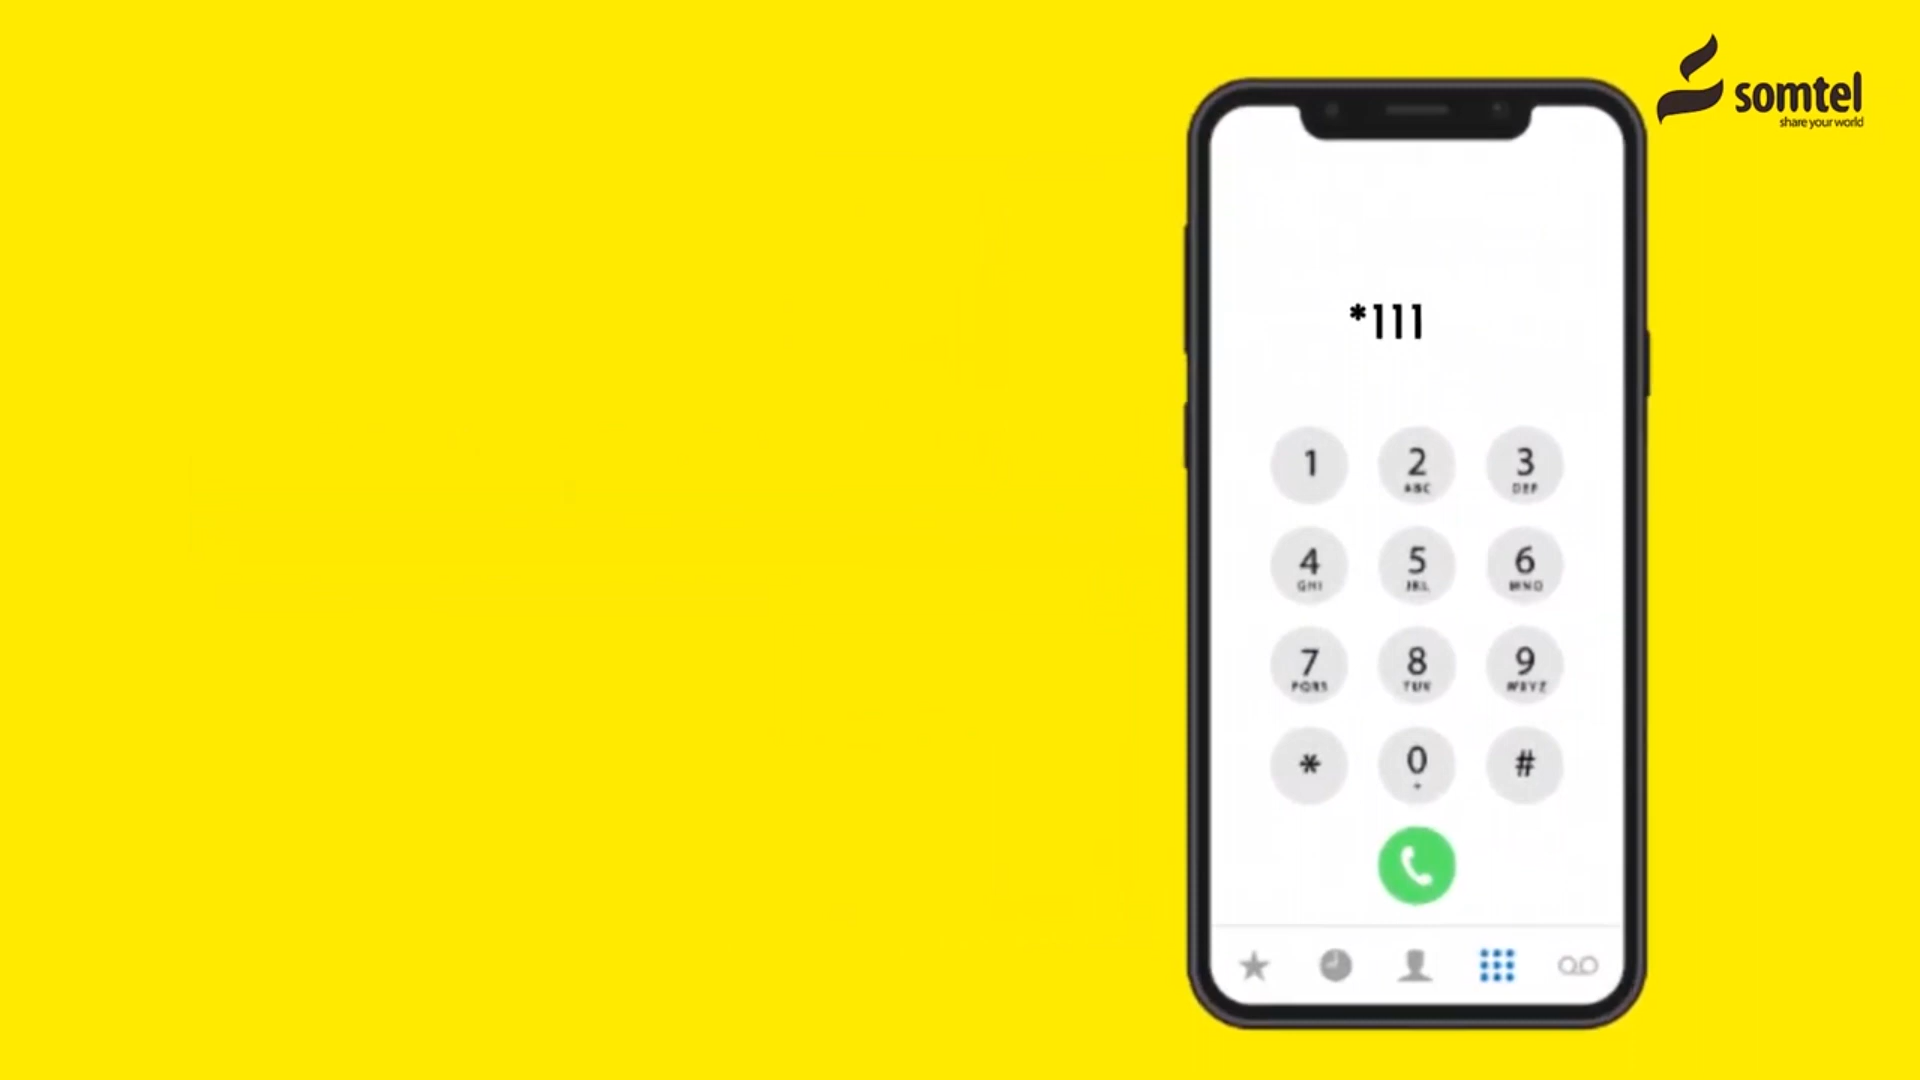 somtel
share your world
*111
1
2
ABC
3
DEF
4
GHI
5
JKL
6
MNO
7
PQRS
8
TUV
9
WXYZ
*
0
+
#